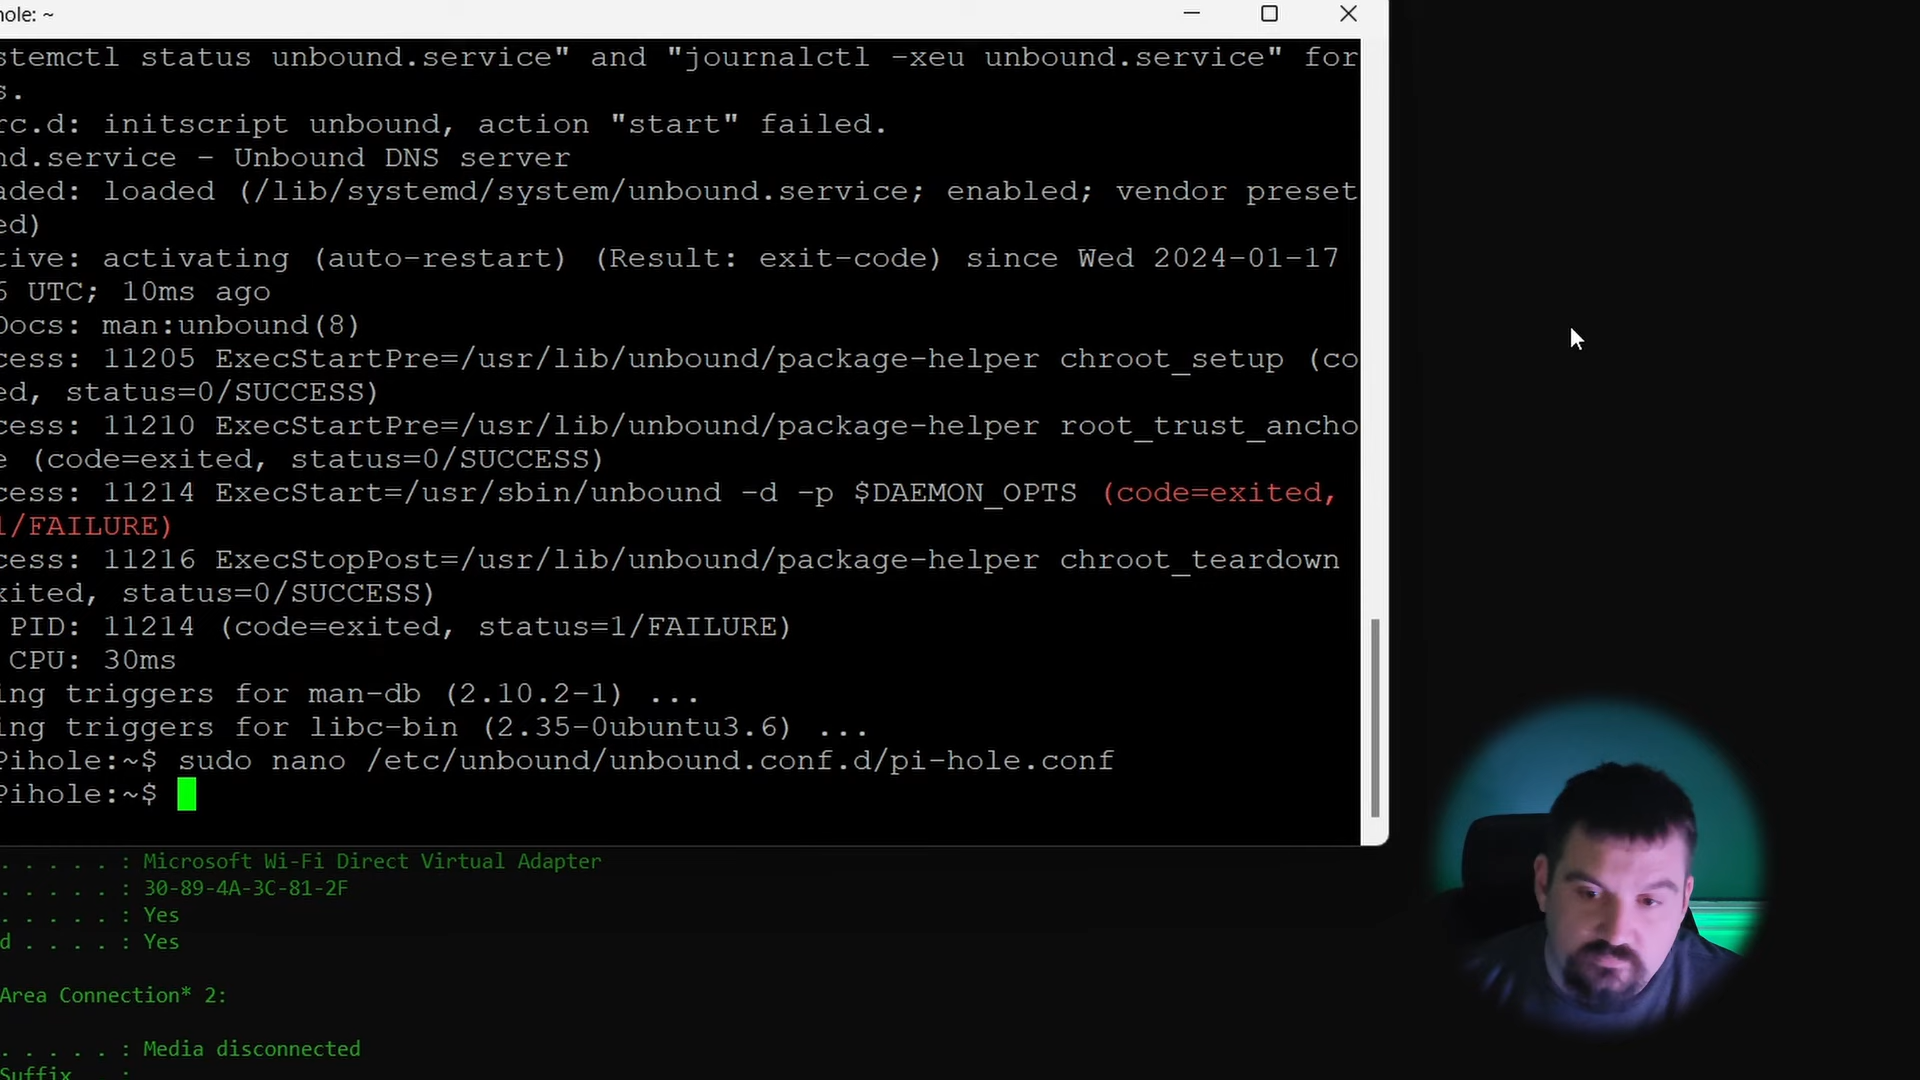 hole: ~
stemctl status unbound.service" and "journalctl -xeu unbound.service" for
s.
rc.d: initscript unbound, action "start" failed.
nd.service - Unbound DNS server
aded: loaded (/lib/systemd/system/unbound.service; enabled; vendor preset
ed)
tive: activating (auto-restart) (Result: exit-code) since Wed 2024-01-17
6 UTC; 10ms ago
Docs: man:unbound(8)
cess: 11205 ExecStartPre=/usr/lib/unbound/package-helper chroot_setup (co
ed, status=0/SUCCESS)
cess: 11210 ExecStartPre=/usr/lib/unbound/package-helper root_trust_ancho
e (code=exited, status=0/SUCCESS)
cess: 11214 ExecStart=/usr/sbin/unbound -d -p $DAEMON_OPTS (code=exited,
1/FAILURE)
cess: 11216 ExecStopPost=/usr/lib/unbound/package-helper chroot_teardown
xited, status=0/SUCCESS)
PID: 11214 (code=exited, status=1/FAILURE)
CPU: 30ms
ing triggers for man-db (2.10.2-1) ...
ing triggers for libc-bin (2.35-0ubuntu3.6) ...
Pihole:~$ sudo nano /etc/unbound/unbound.conf.d/pi-hole.conf
Pihole:~$
. . . . . : Microsoft Wi-Fi Direct Virtual Adapter
. . . . . : 30-89-4A-3C-81-2F
. . . . . : Yes
d . . . . : Yes
Area Connection* 2:
. . . . . : Media disconnected
Suffix . :